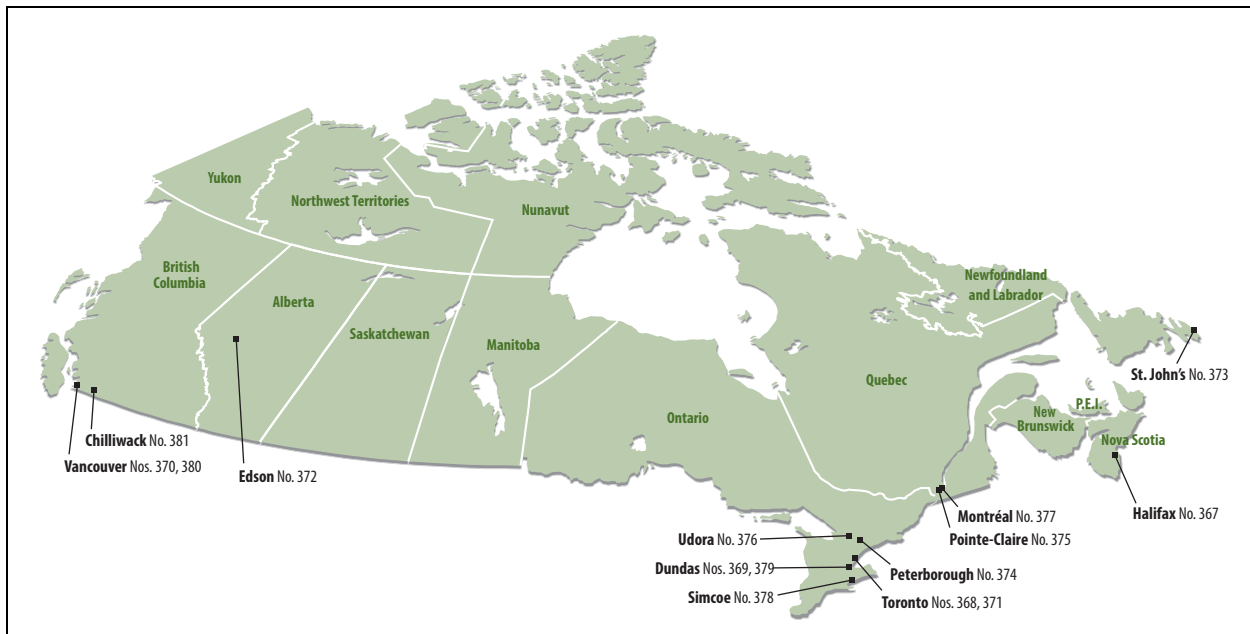 Yukon
Northwest Territories
Nunavut
British
Columbia
Alberta
Saskatchewan
Manitoba
Ontario
Quebec
Newfoundland
and Labrador
P.E.I.
New
Brunswick
Nova Scotia
St. John's No. 373
Halifax No. 367
Chilliwack No. 381
Vancouver Nos. 370, 380
Edson No. 372
Montréal No. 377
Pointe-Claire No. 375
Udora No. 376
Dundas Nos. 369, 379
Simcoe No. 378
Peterborough No. 374
Toronto Nos. 368, 371